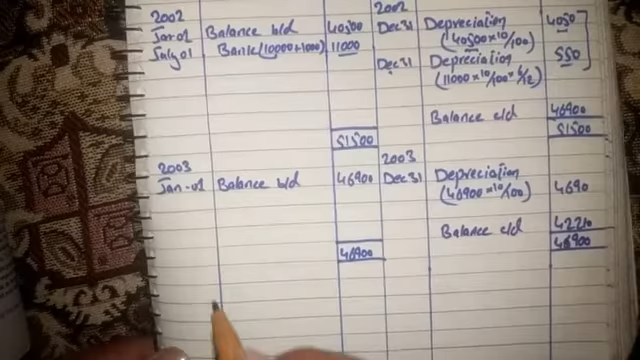 2002 2002
Jan-01 Balance b/d 40500 Dec 31 Depreciation 4050
July 01 Bank (10000+1000) 11000 (40500×10/100)
Dec 31 Depreciation 550
(11000×10/100×6/12)
Balance c/d 46900
51500 51500
2003 2003
Jan-01 Balance b/d 46900 Dec 31 Depreciation 4690
(46900×10/100)
Balance c/d 42210
46900 46900